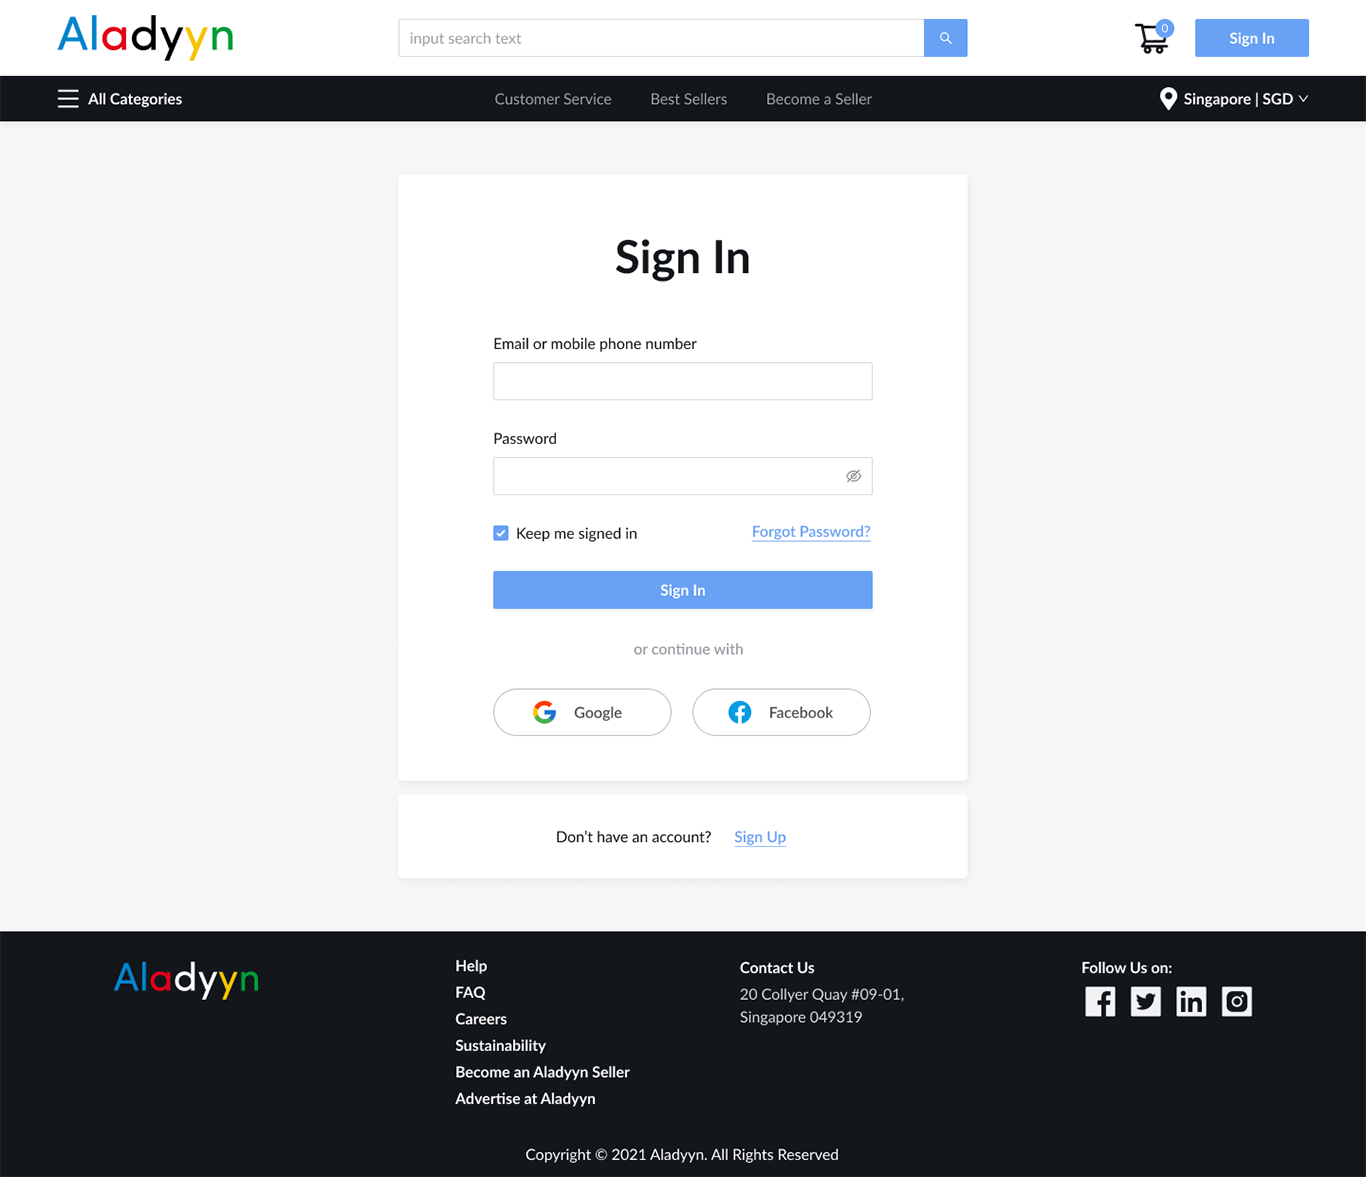 Aladyyn
input search text
0
Sign In
All Categories
Customer Service
Best Sellers
Become a Seller
Singapore | SGD
Sign In
Email or mobile phone number
Password
Keep me signed in
Forgot Password?
Sign In
or continue with
Google
Facebook
Don’t have an account?
Sign Up
Aladyyn
Help
FAQ
Careers
Sustainability
Become an Aladyyn Seller
Advertise at Aladyyn
Contact Us
20 Collyer Quay #09-01,
Singapore 049319
Follow Us on:
Copyright © 2021 Aladyyn. All Rights Reserved